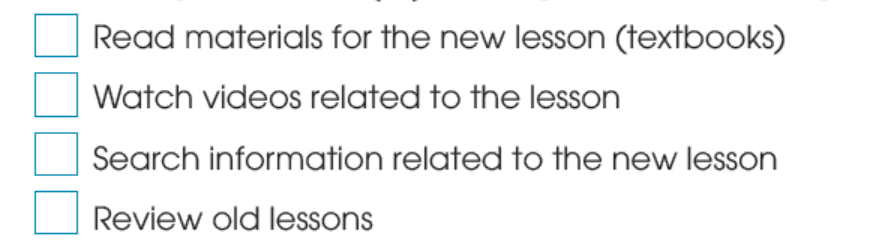 Read materials for the new lesson (textbooks)
Watch videos related to the lesson
Search information related to the new lesson
Review old lessons